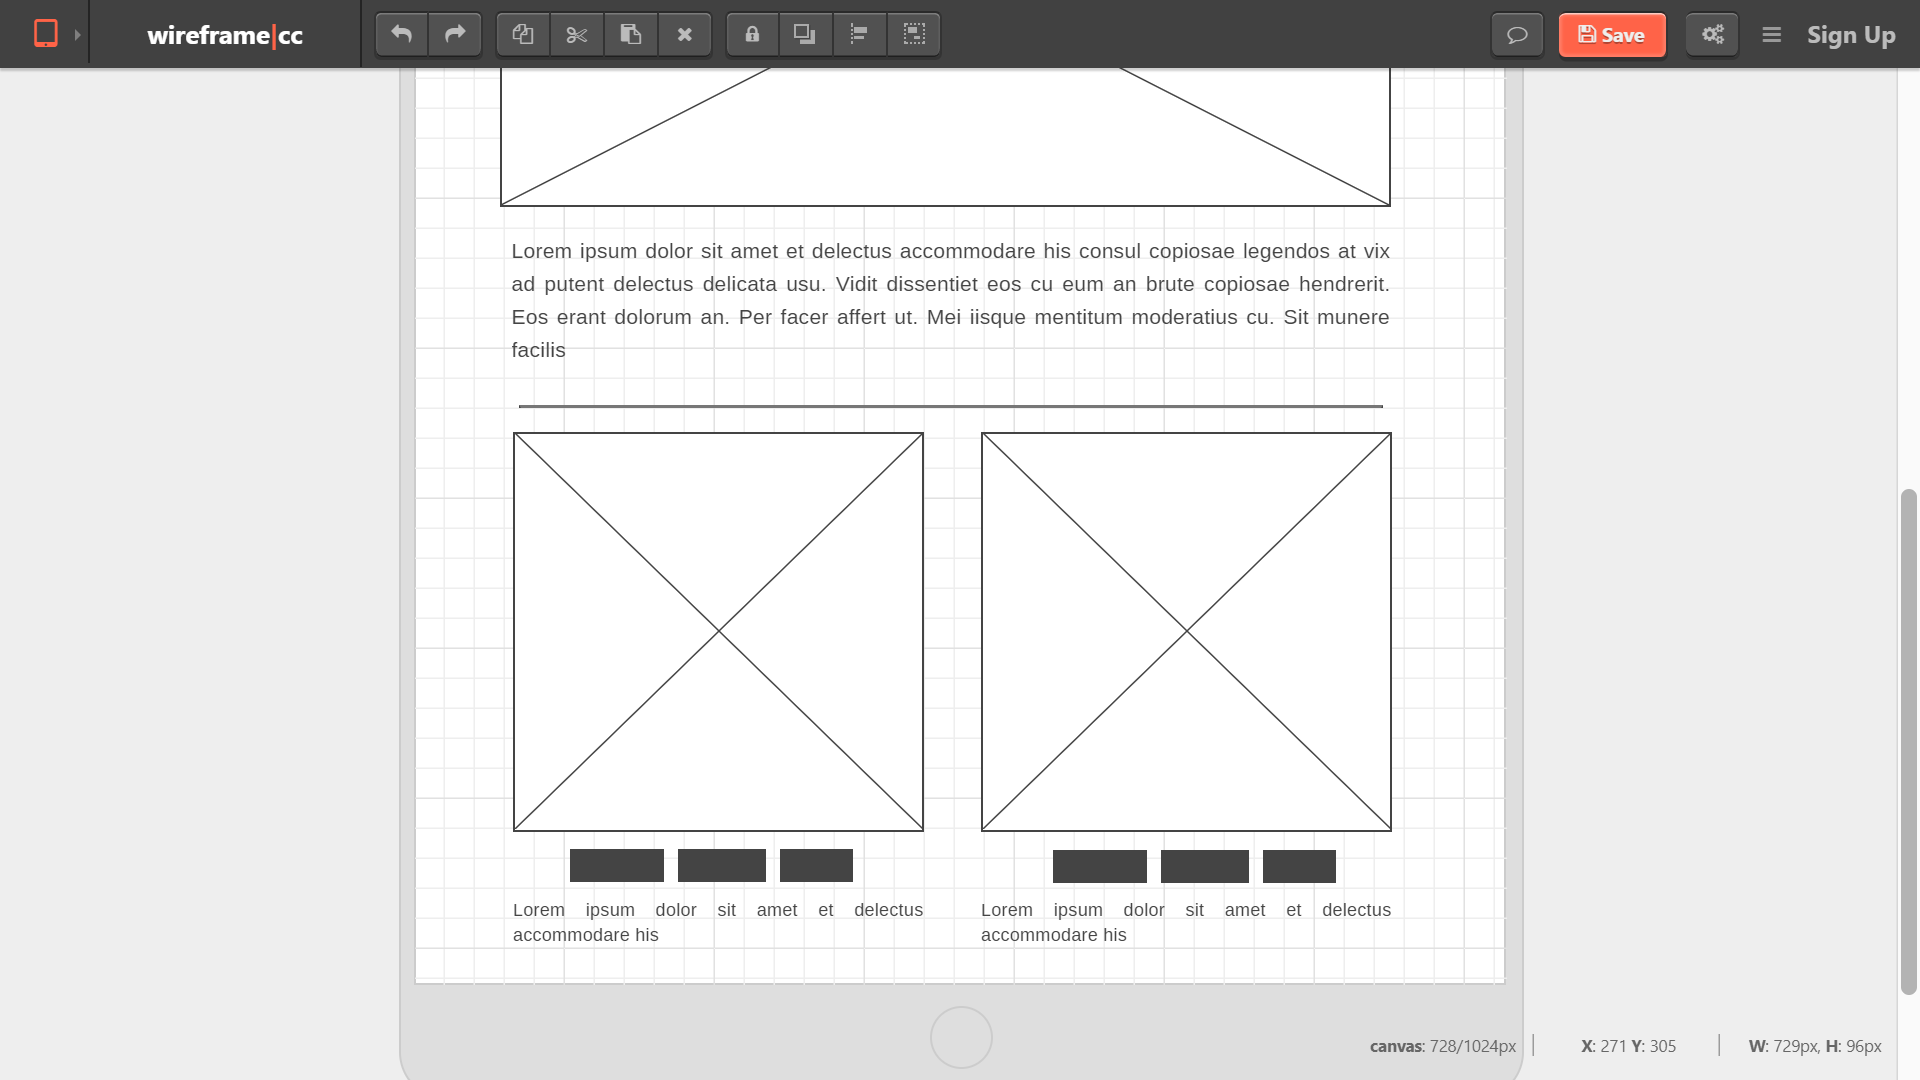 wireframe|cc
Save
Sign Up
Lorem ipsum dolor sit amet et delectus accommodare his consul copiosae legendos at vix
ad putent delectus delicata usu. Vidit dissentiet eos cu eum an brute copiosae hendrerit.
Eos erant dolorum an. Per facer affert ut. Mei iisque mentitum moderatius cu. Sit munere
facilis
Lorem ipsum dolor sit amet et delectus
accommodare his
Lorem ipsum dolor sit amet et delectus
accommodare his
canvas: 728/1024px
X: 271 Y: 305
W: 729px, H: 96px